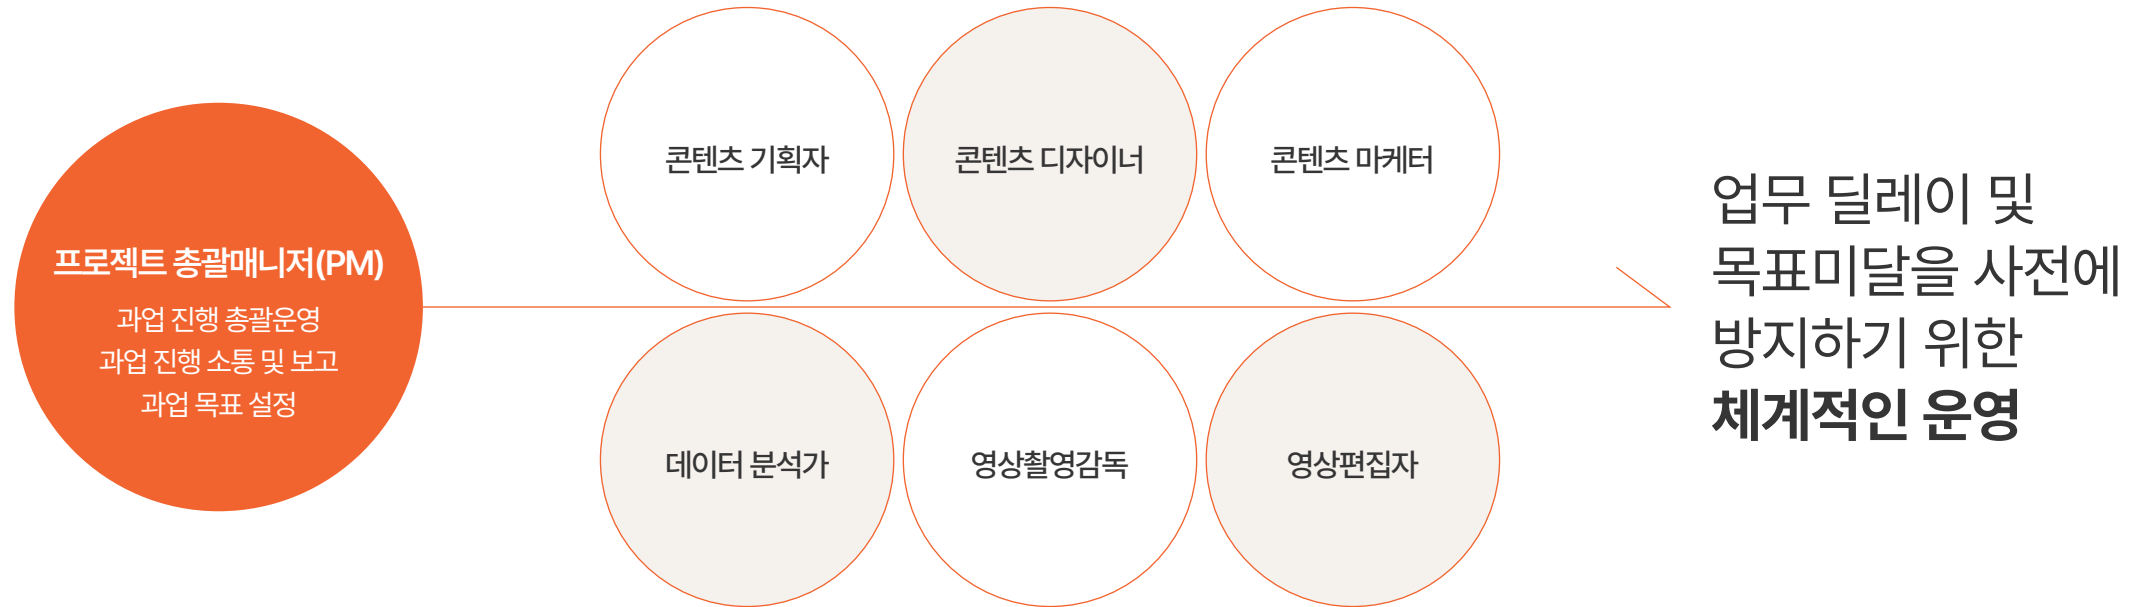 프로젝트 총괄매니저(PM)
과업 진행 총괄운영
과업 진행 소통 및 보고
과업 목표 설정
콘텐츠 기획자
콘텐츠 디자이너
콘텐츠 마케터
데이터 분석가
영상촬영감독
영상편집자
업무 딜레이 및
목표미달을 사전에
방지하기 위한
체계적인 운영